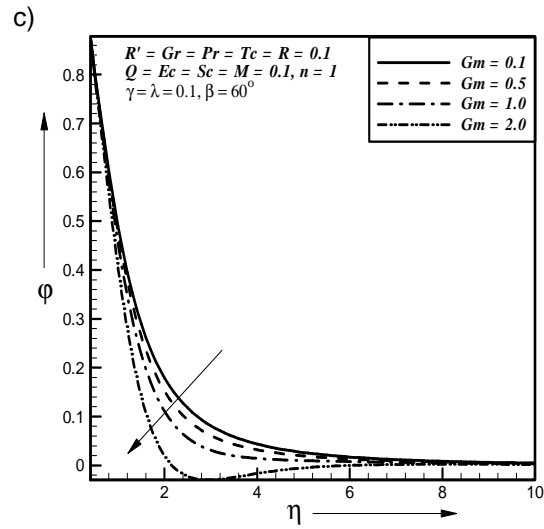 c)
R' = Gr = Pr = Tc = R = 0.1
Q = Ec = Sc = M = 0.1, n = 1
γ = λ = 0.1, β = 60°
Gm = 0.1
Gm = 0.5
Gm = 1.0
Gm = 2.0
0.8
0.7
0.6
0.5
0.4
0.3
0.2
0.1
0
φ
2
4
6
8
10
η